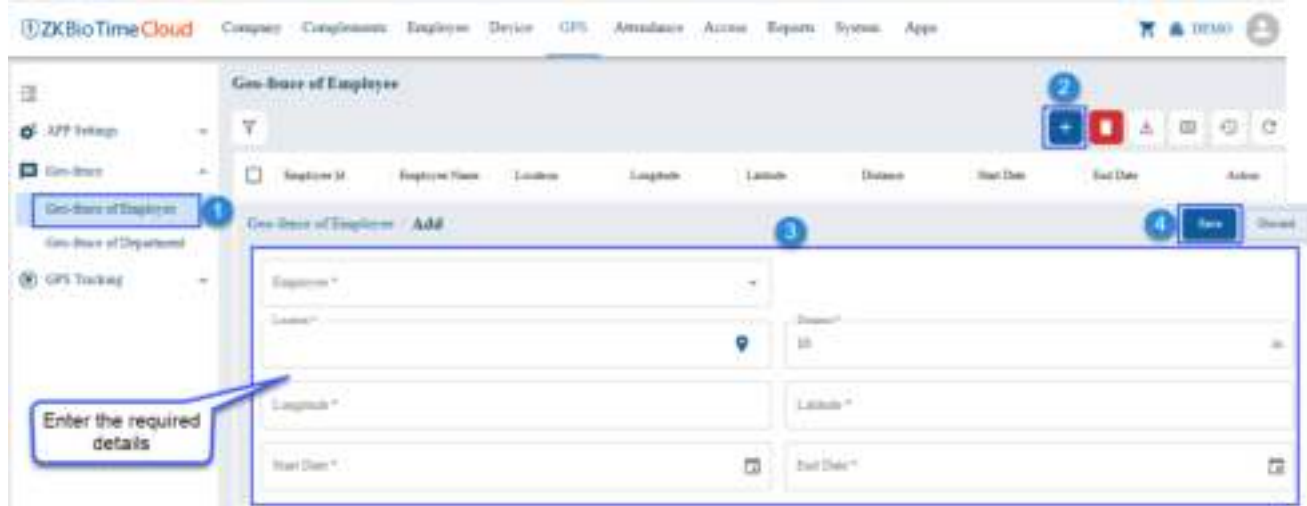 ZKBioTime Cloud
Company Complements Employee Device GPS Attendance Access Reports System Apps DEMO
Geo-fence of Employee
2
APP Settings
Geo-fence
Employee Id Employee Name Location Longitude Latitude Distance Start Date End Date Action
Geo-fence of Employee 1
Geo-fence of Employee / Add 3 4 Save Discard
Geo-fence of Department
GPS Tracking
Employee *
Location * Distance *
m
Enter the required
details
Longitude * Latitude *
Start Date * End Date *